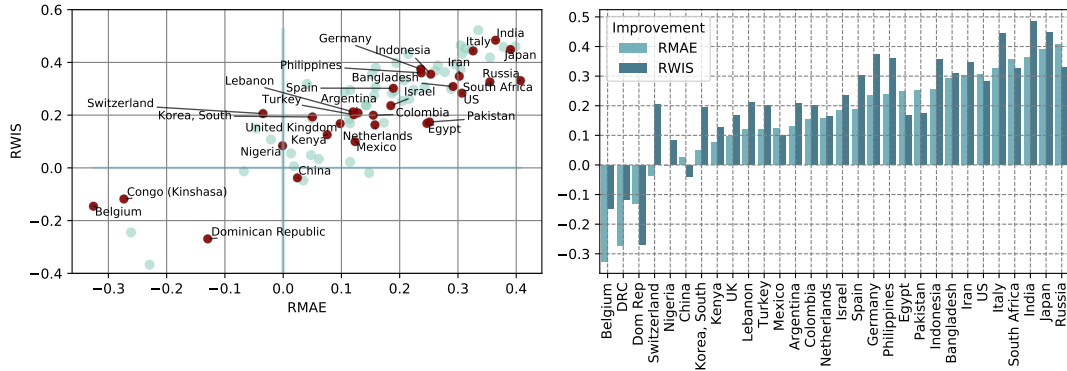 0.6
0.4
0.2
0.0
−0.2
−0.4
RWIS
−0.3
−0.2
−0.1
0.0
0.1
0.2
0.3
0.4
RMAE
Germany
Indonesia
Italy
India
Japan
Philippines
Iran
Lebanon
Bangladesh
Russia
Spain
South Africa
Switzerland
Turkey
Argentina
Israel
US
Korea, South
Colombia
Pakistan
United Kingdom
Egypt
Kenya
Netherlands
Nigeria
Mexico
China
Congo (Kinshasa)
Belgium
Dominican Republic
0.5
0.4
0.3
0.2
0.1
0.0
−0.1
−0.2
−0.3
Improvement
RMAE
RWIS
Belgium
DRC
Dom Rep
Switzerland
Nigeria
China
Korea, South
Kenya
UK
Lebanon
Turkey
Mexico
Argentina
Colombia
Netherlands
Israel
Spain
Germany
Philippines
Egypt
Pakistan
Indonesia
Bangladesh
Iran
US
Italy
South Africa
India
Japan
Russia